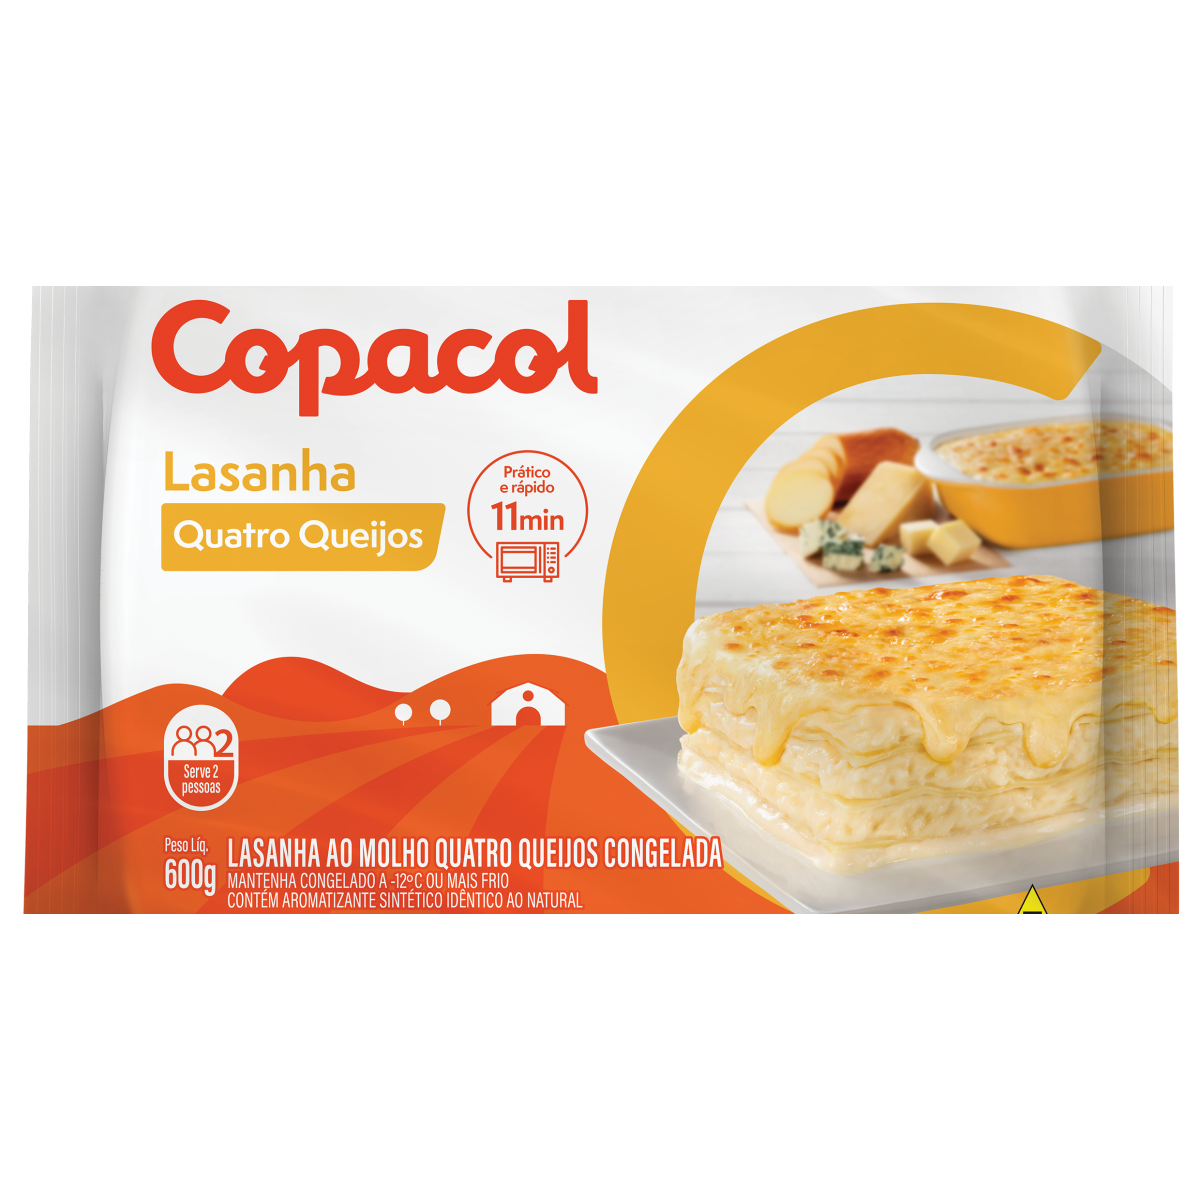 Copacol
Lasanha
Quatro Queijos
Prático
e rápido
11min
2
Serve 2
pessoas
Peso Líq.
600g
LASANHA AO MOLHO QUATRO QUEIJOS CONGELADA
MANTENHA CONGELADO A -12ºC OU MAIS FRIO
CONTÉM AROMATIZANTE SINTÉTICO IDÊNTICO AO NATURAL